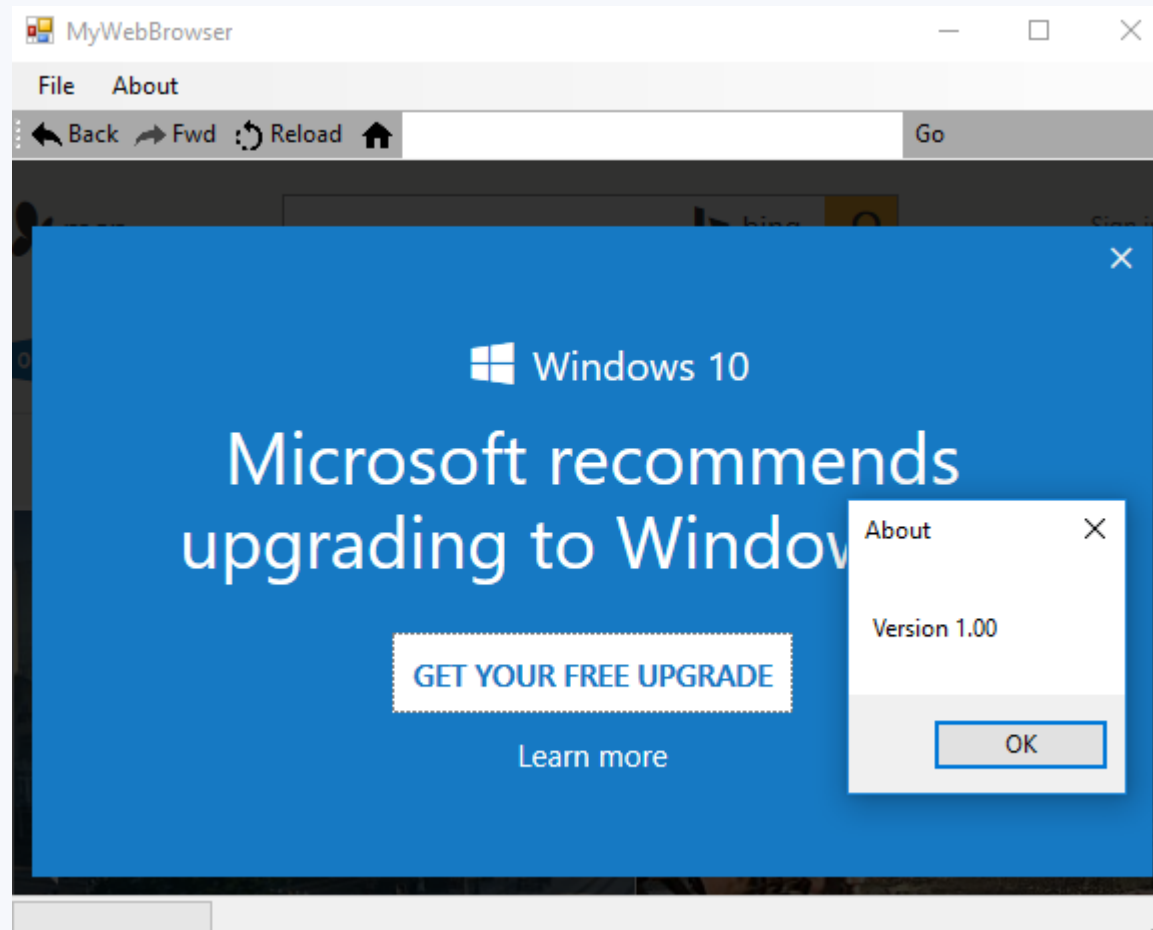 MyWebBrowser
File About
Back Fwd Reload Go
bing
Windows 10
Microsoft recommends
upgrading to Window
GET YOUR FREE UPGRADE
Learn more
About
Version 1.00
OK